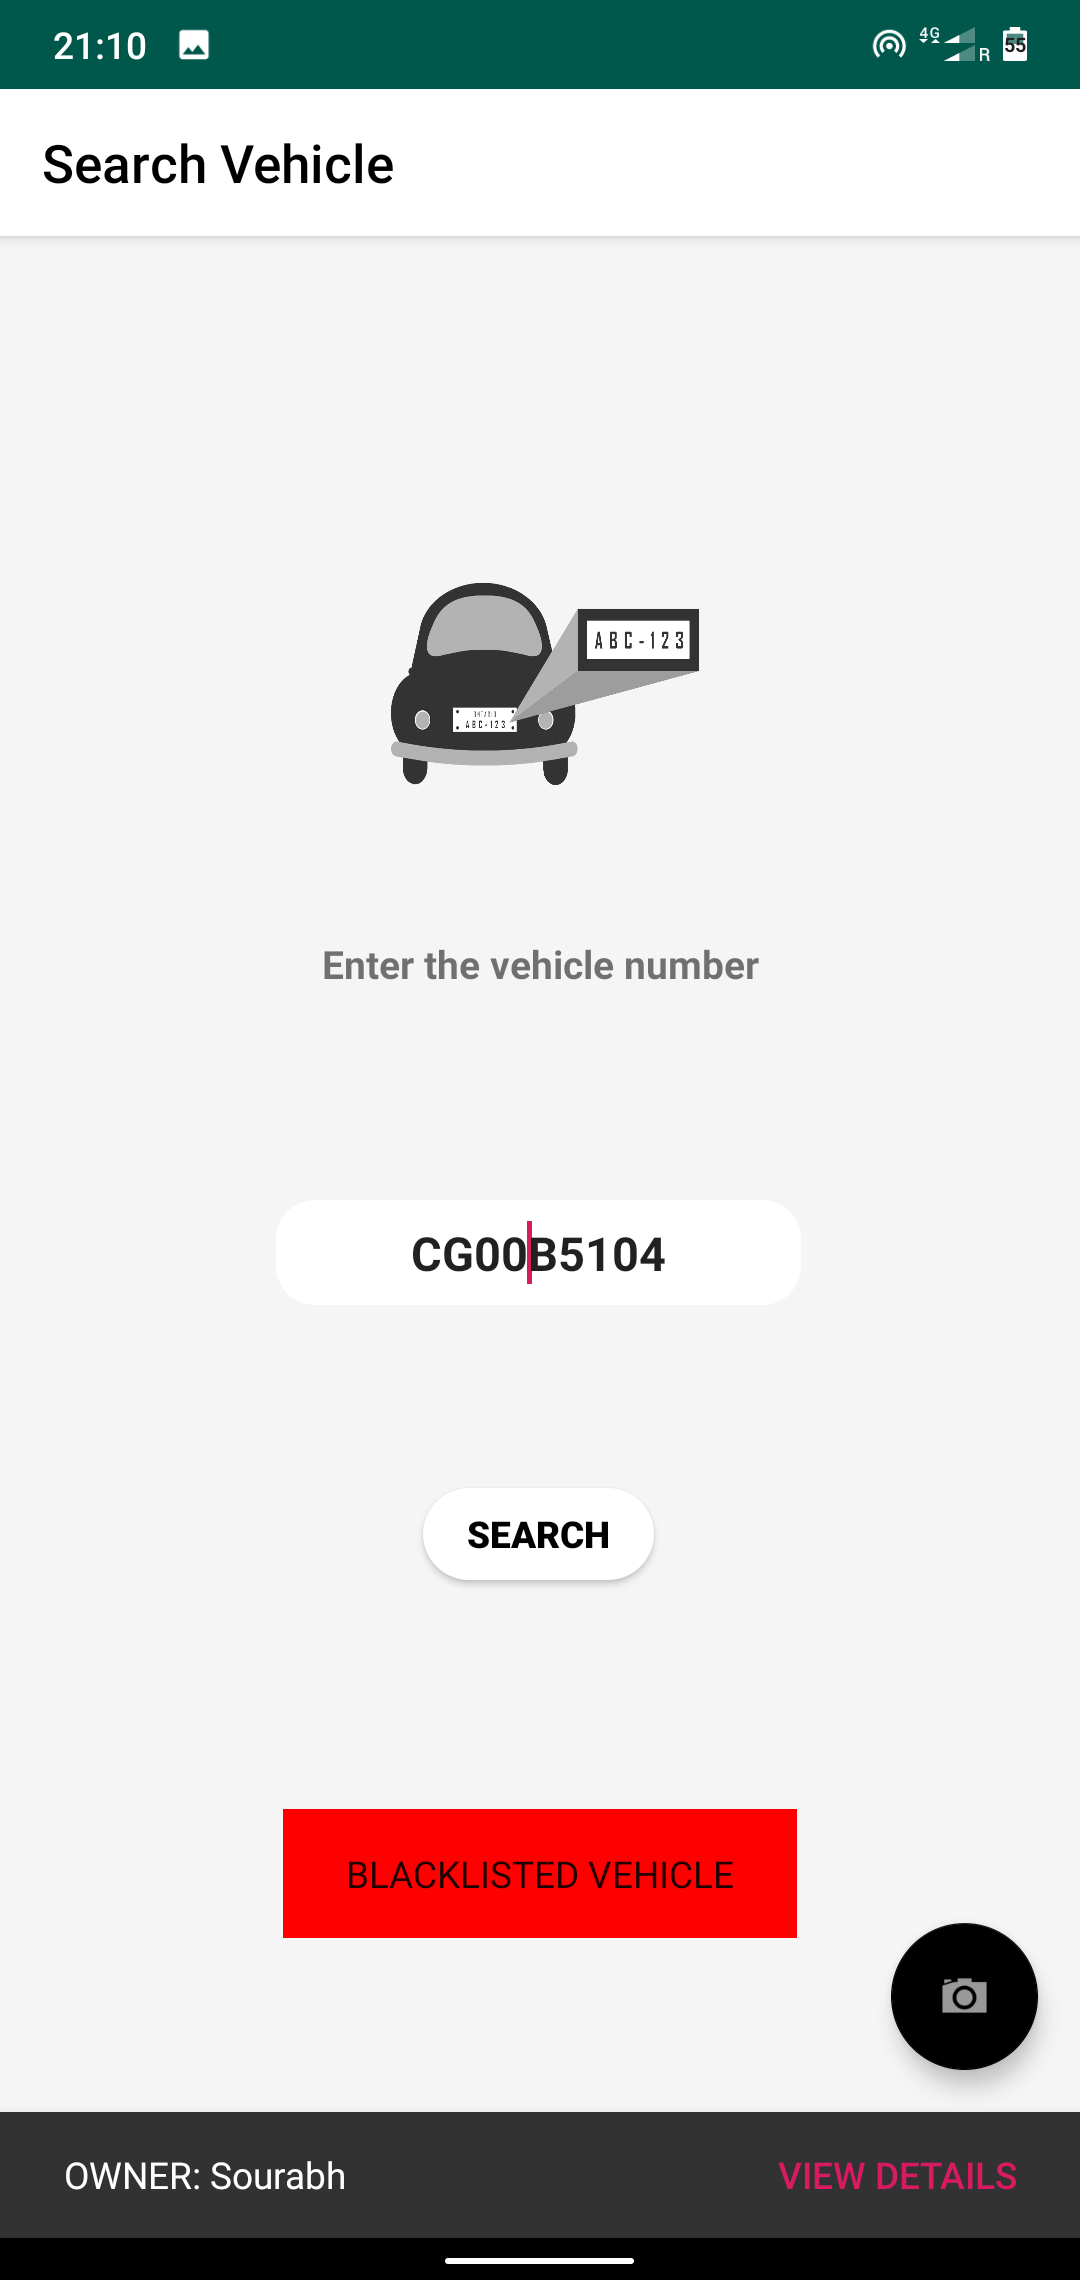 21:10
4G
R
55
Search Vehicle
ABC-123
ONTARIO
ABC-123
Enter the vehicle number
CG00B5104
SEARCH
BLACKLISTED VEHICLE
OWNER: Sourabh
VIEW DETAILS